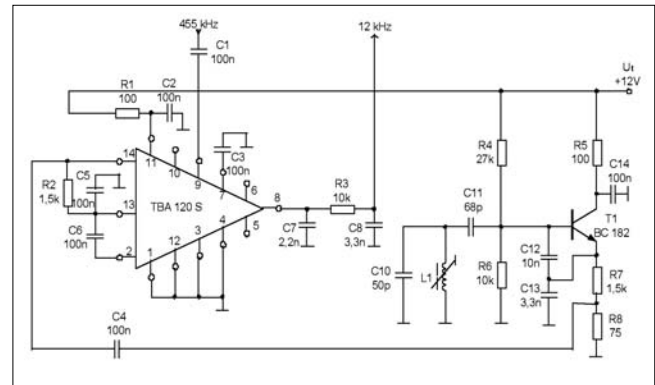 455 kHz
12 kHz
C1
100n
Ut
+12V
R1
100
C2
100n
R4
27k
R5
100
C14
100n
14
11
10
9
C3
100n
7
6
R2
1,5k
C5
100n
13
TBA 120 S
8
R3
10k
C11
68p
T1
BC 182
C6
100n
2
1
12
3
4
5
C7
2,2n
C8
3,3n
C10
50p
L1
R6
10k
C12
10n
C13
3,3n
R7
1,5k
R8
75
C4
100n